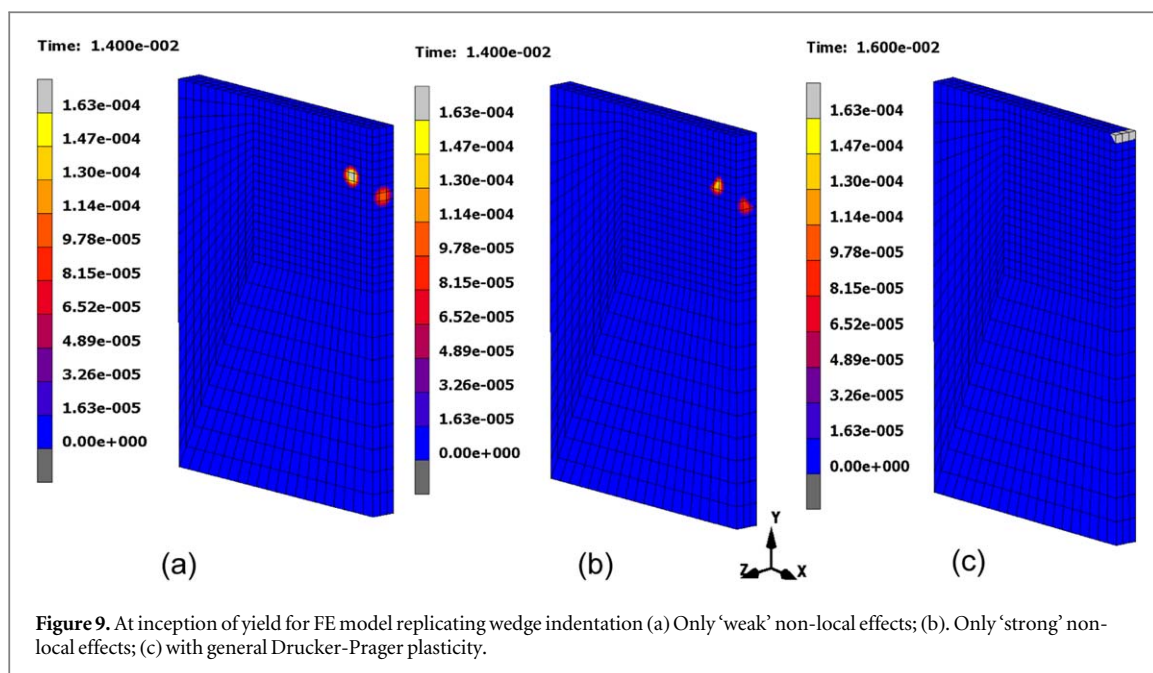 Time: 1.400e-002
1.63e-004
1.47e-004
1.30e-004
1.14e-004
9.78e-005
8.15e-005
6.52e-005
4.89e-005
3.26e-005
1.63e-005
0.00e+000
(a)
Time: 1.400e-002
1.63e-004
1.47e-004
1.30e-004
1.14e-004
9.78e-005
8.15e-005
6.52e-005
4.89e-005
3.26e-005
1.63e-005
0.00e+000
(b)
Y
Z
X
Time: 1.600e-002
1.63e-004
1.47e-004
1.30e-004
1.14e-004
9.78e-005
8.15e-005
6.52e-005
4.89e-005
3.26e-005
1.63e-005
0.00e+000
(c)
Figure 9. At inception of yield for FE model replicating wedge indentation (a) Only ‘weak’ non-local effects; (b). Only ‘strong’ non-
local effects; (c) with general Drucker-Prager plasticity.